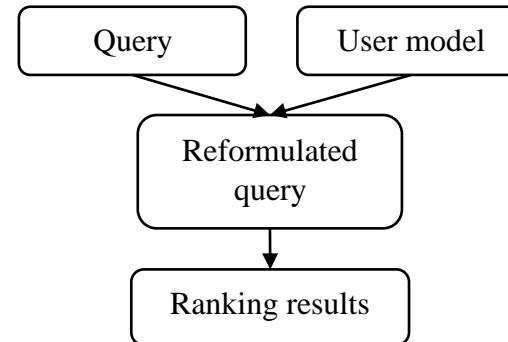 Query
User model
Reformulated
query
Ranking results